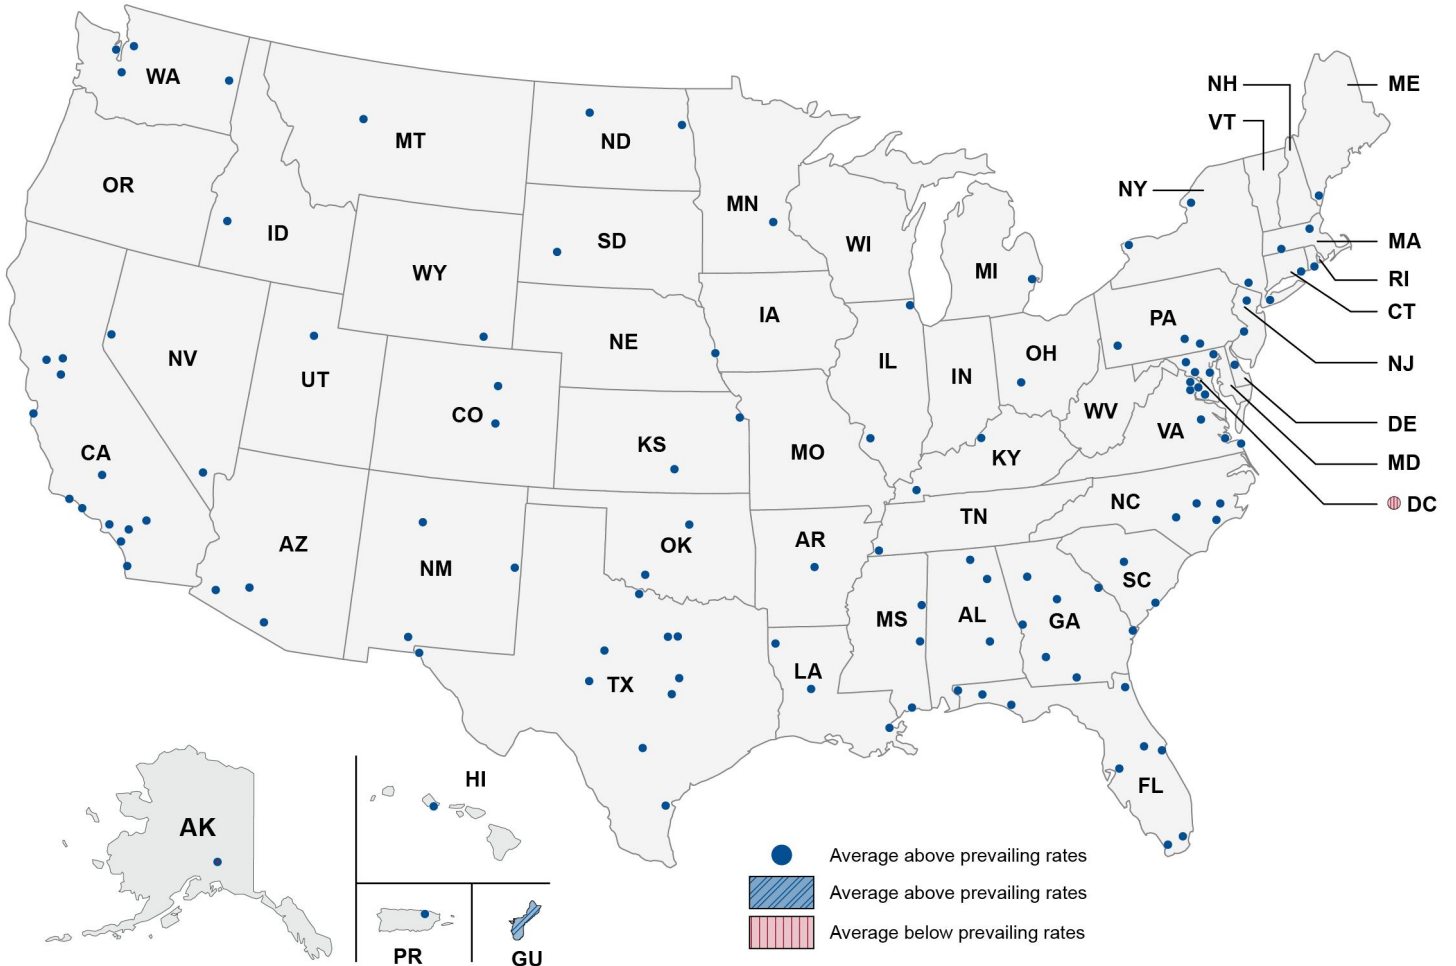 NH
ME
WA
VT
MT
ND
OR
NY
MN
ID
SD
WI
MA
WY
MI
RI
CT
IA
PA
NE
NV
OH
IL
NJ
UT
IN
CO
WV
DE
VA
KS
CA
MO
KY
MD
NC
DC
TN
AZ
AR
OK
NM
SC
AL
MS
GA
LA
TX
HI
FL
AK
Average above prevailing rates
Average above prevailing rates
Average below prevailing rates
PR
GU